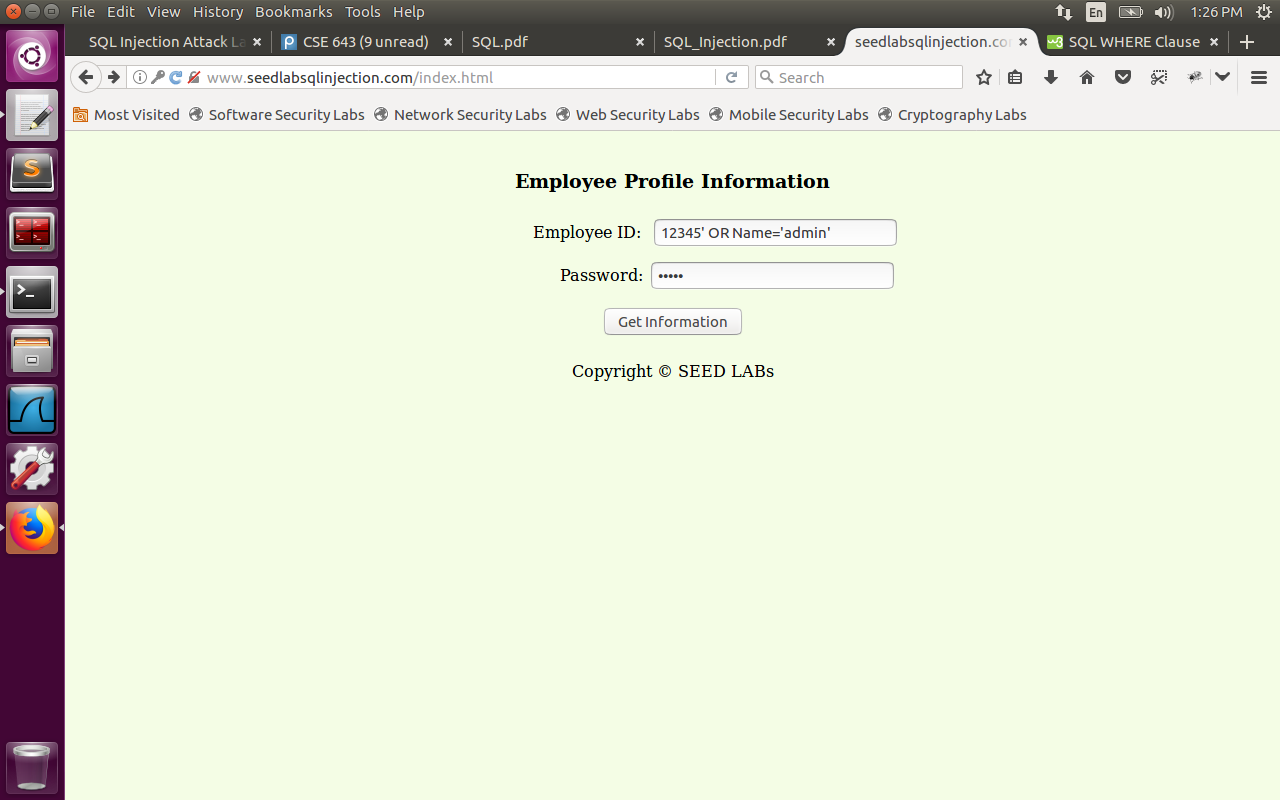 File Edit View History Bookmarks Tools Help En 1:26 PM
SQL Injection Attack La CSE 643 (9 unread) SQL.pdf SQL_Injection.pdf seedlabsqlinjection.co SQL WHERE Clause
www.seedlabsqlinjection.com/index.html Search
Most Visited Software Security Labs Network Security Labs Web Security Labs Mobile Security Labs Cryptography Labs
Employee Profile Information
Employee ID: 12345' OR Name='admin'
Password: •••••
Get Information
Copyright © SEED LABs